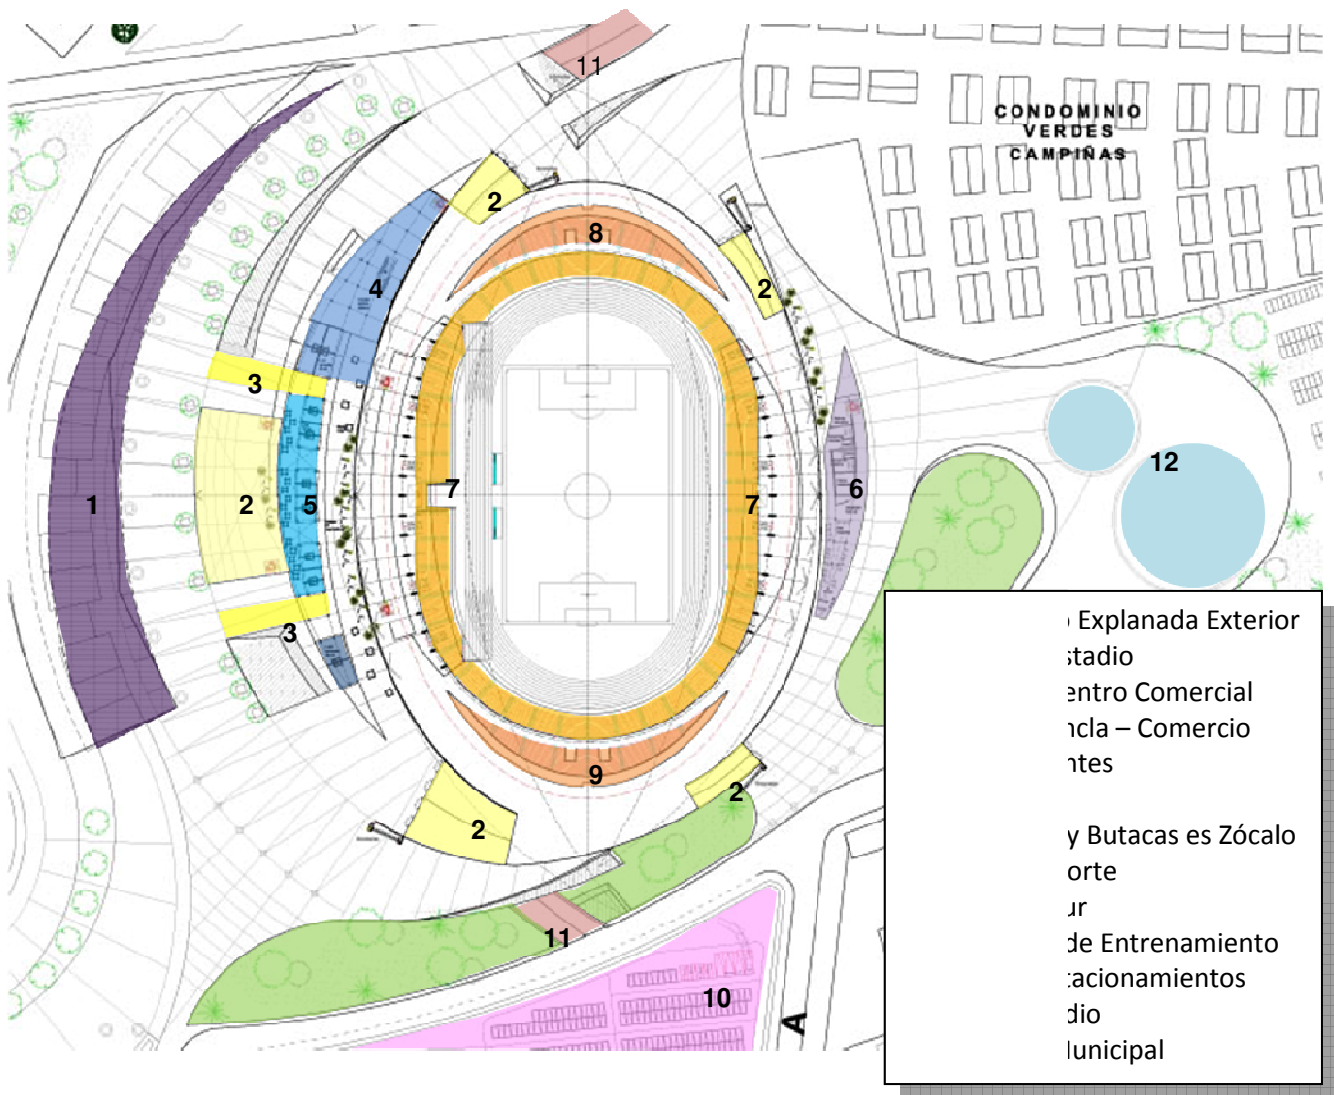 11
CONDOMINIO
VERDES
CAMPIÑAS
2
8
4
2
3
12
1
2
5
7
7
6
3
9
2
2
11
10
A
Explanada Exterior
stadio
entro Comercial
ncla – Comercio
ntes
y Butacas es Zócalo
orte
ur
de Entrenamiento
tacionamientos
dio
unicipal